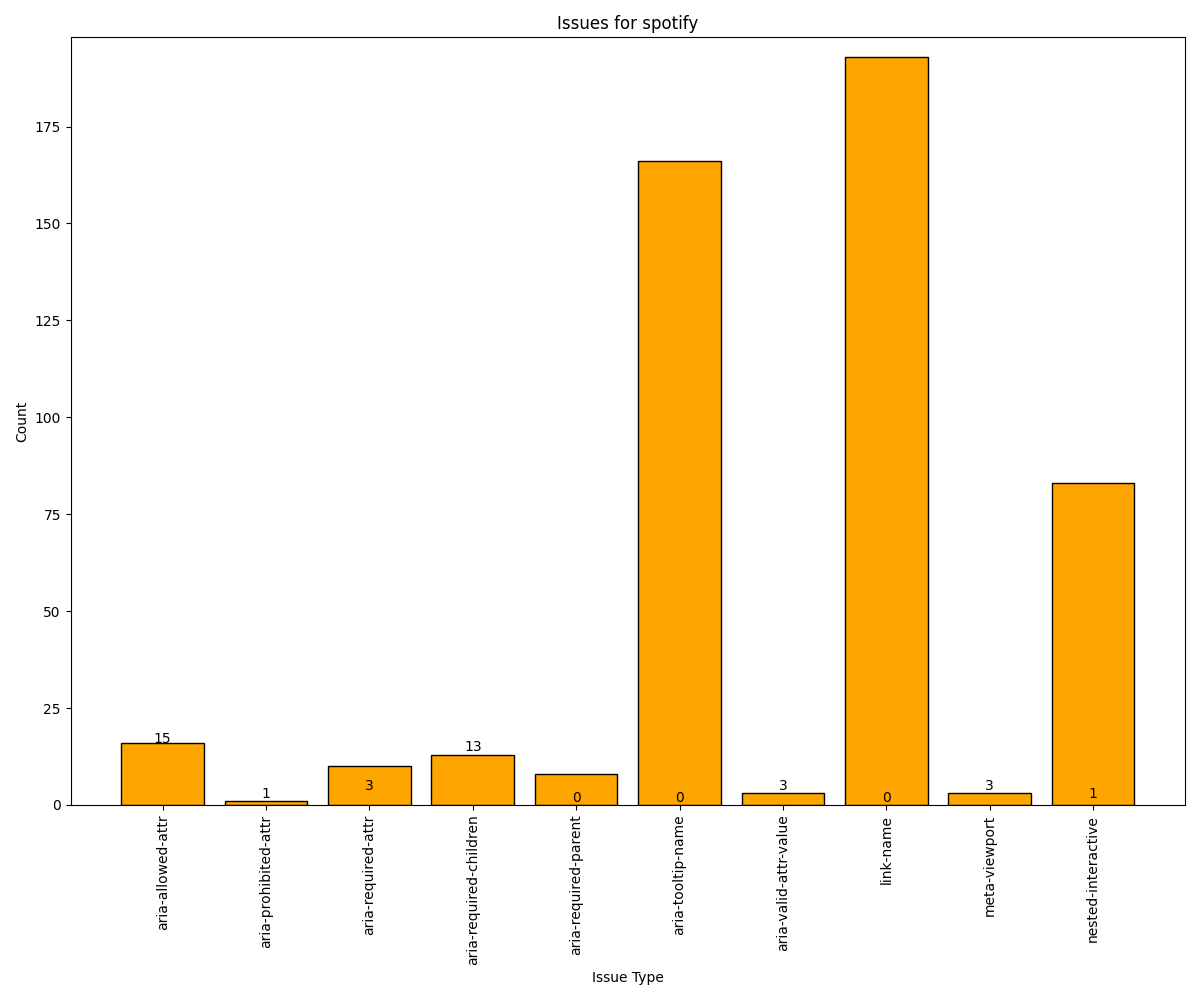 Issues for spotify
Count
175
150
125
100
75
50
25
0
15
1
3
13
0
0
3
0
3
1
aria-allowed-attr
aria-prohibited-attr
aria-required-attr
aria-required-children
aria-required-parent
aria-tooltip-name
aria-valid-attr-value
link-name
meta-viewport
nested-interactive
Issue Type